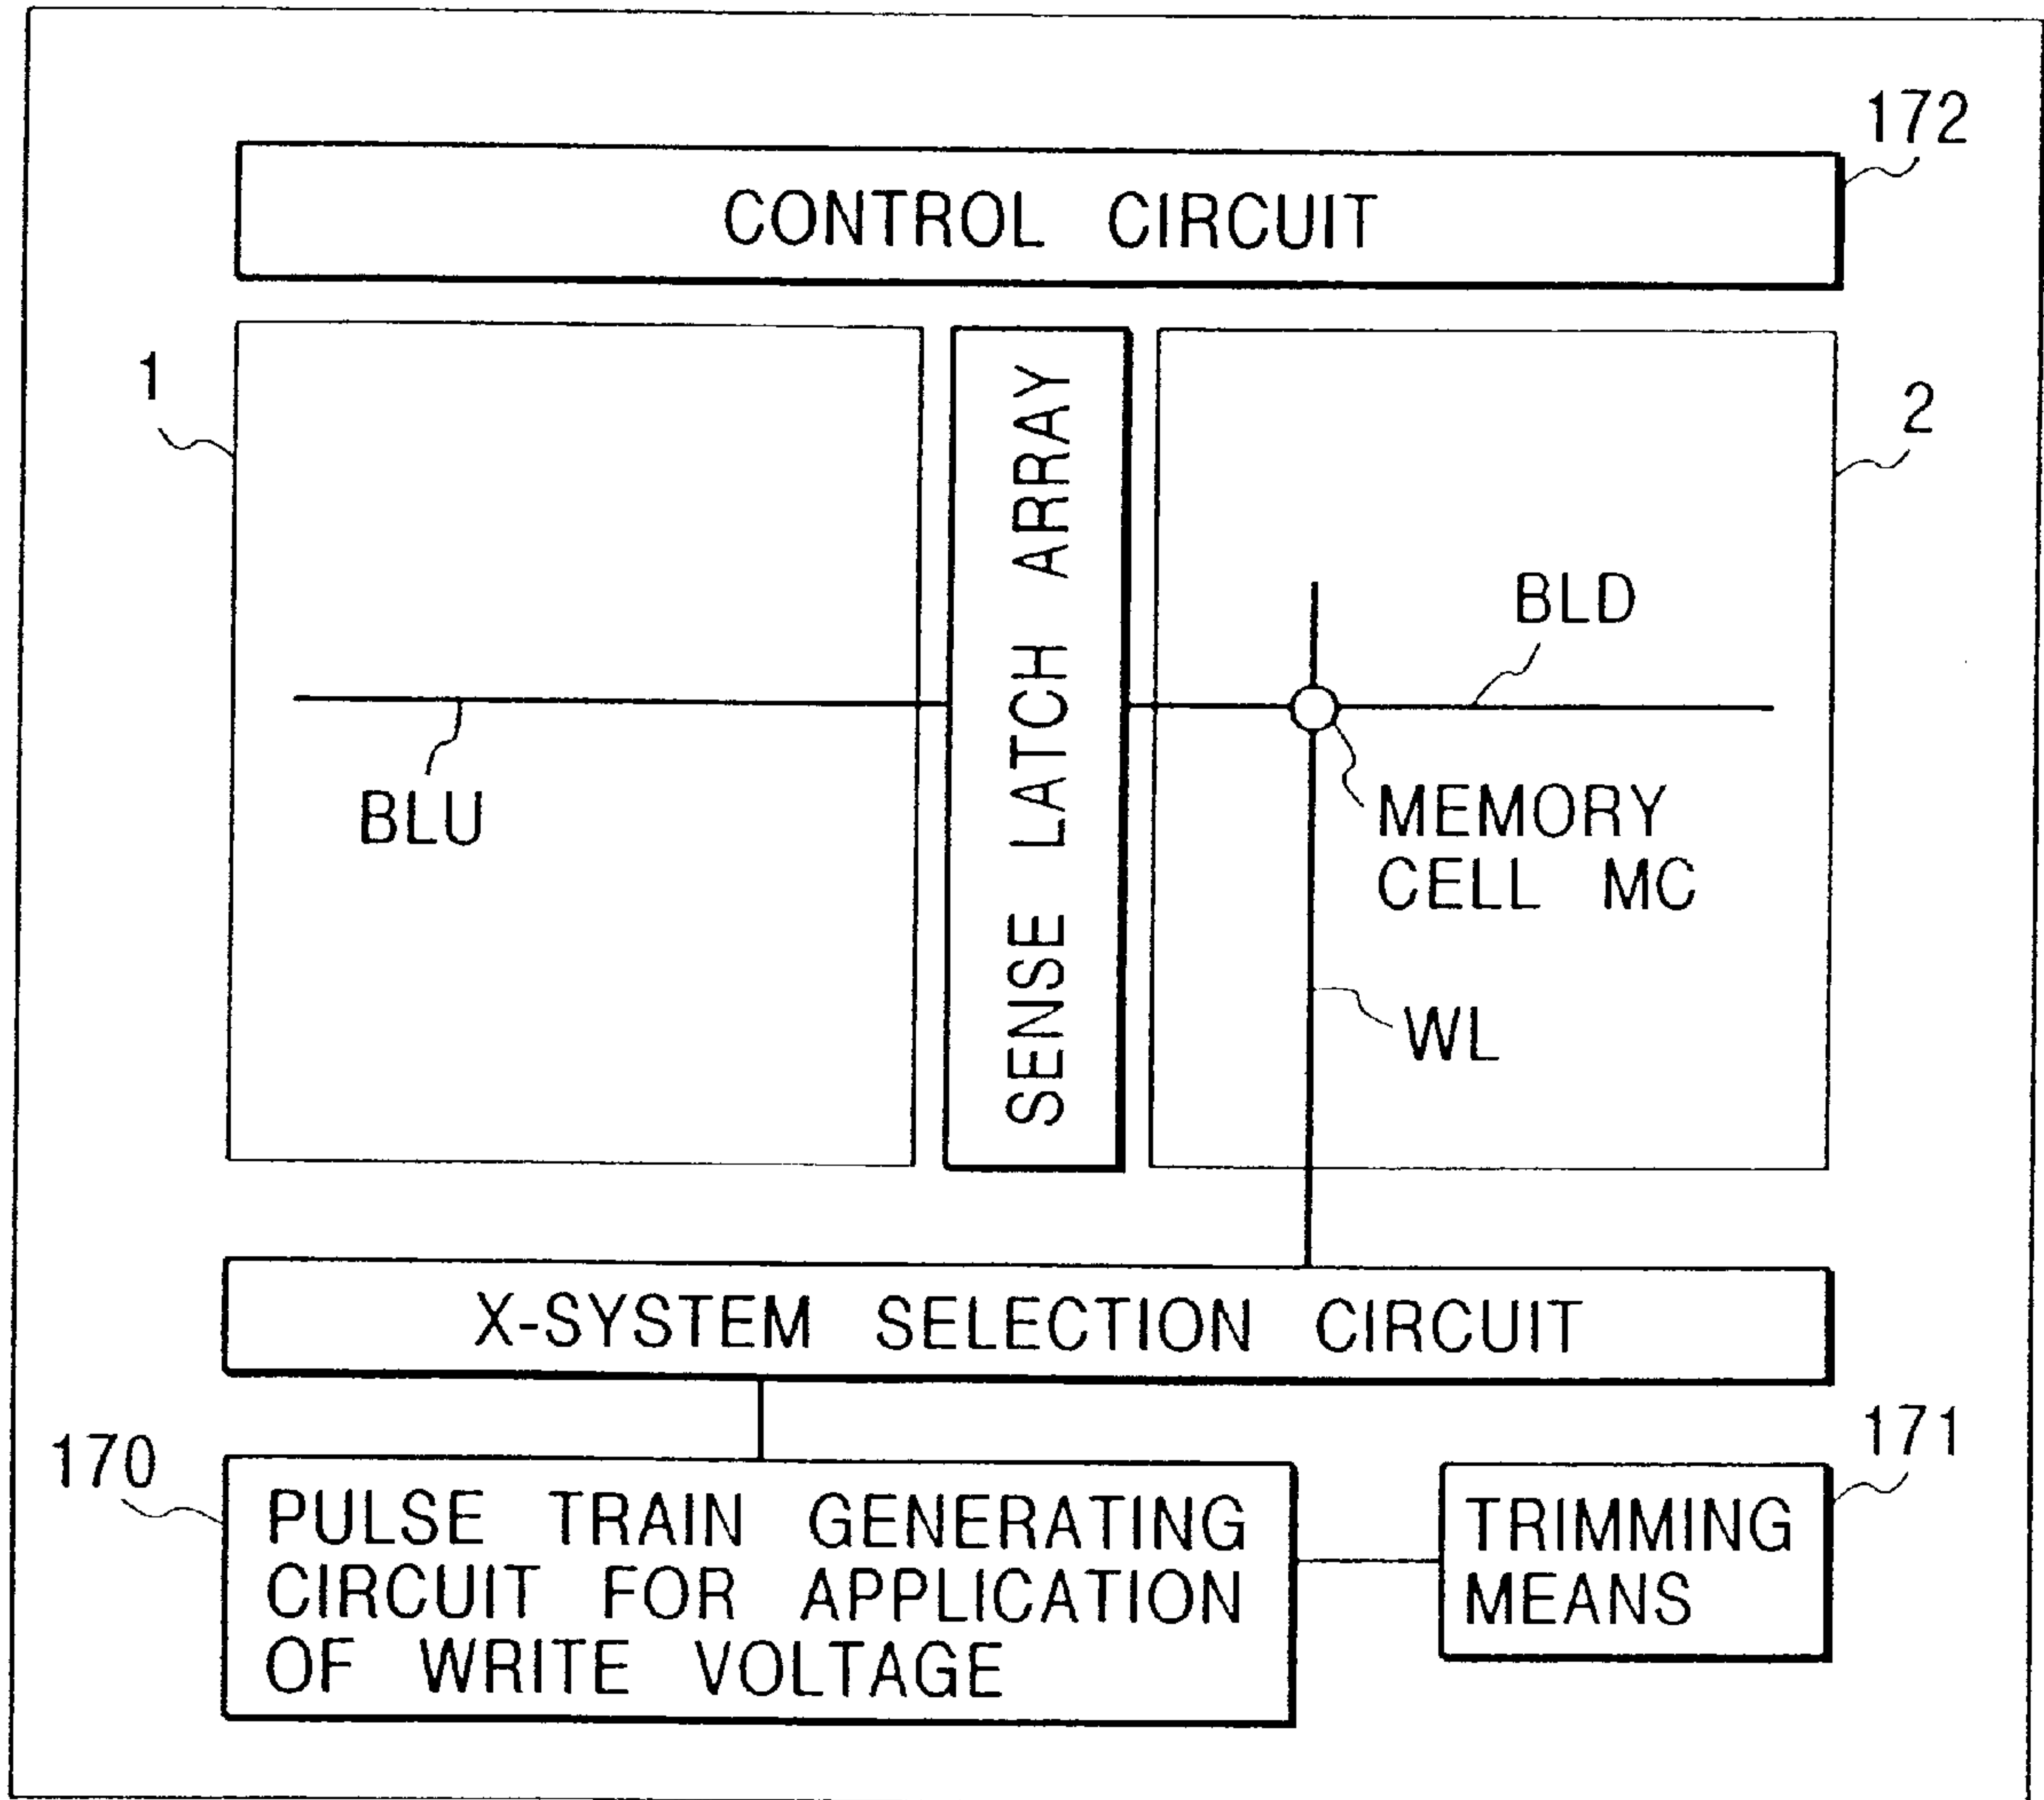 172
CONTROL CIRCUIT
1
2
SENSE LATCH ARRAY
BLD
BLU
MEMORY
CELL MC
WL
X-SYSTEM SELECTION CIRCUIT
170
171
PULSE TRAIN GENERATING
CIRCUIT FOR APPLICATION
OF WRITE VOLTAGE
TRIMMING
MEANS